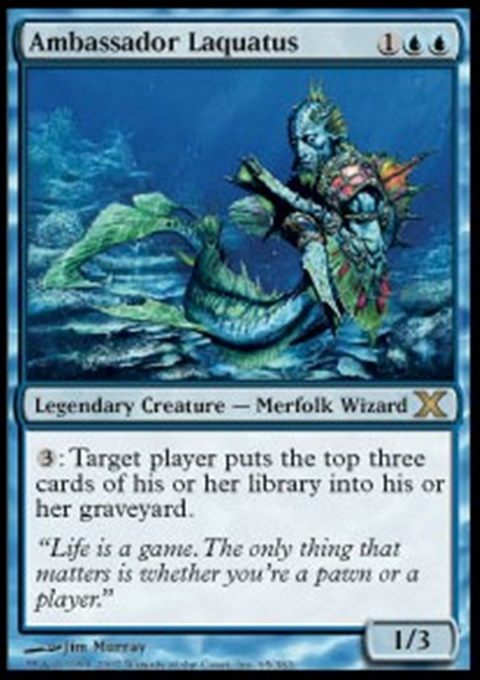 Ambassador Laquatus 1
Legendary Creature — Merfolk Wizard X
3: Target player puts the top three
cards of his or her library into his or
her graveyard.
"Life is a game. The only thing that
matters is whether you're a pawn or a
player."
Jim Murray
1/3